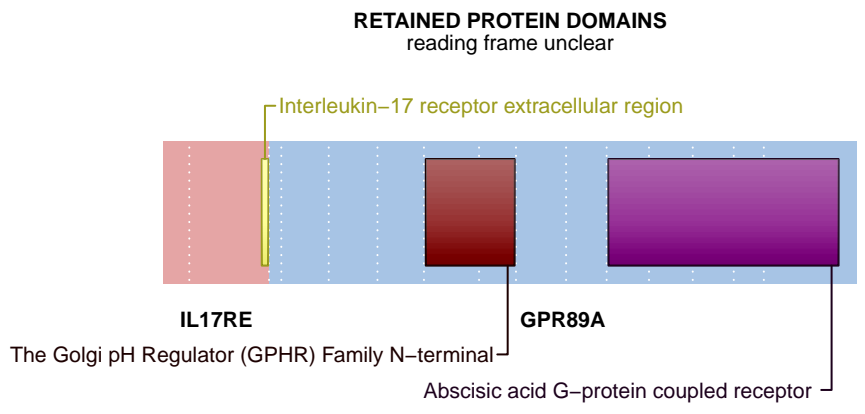 RETAINED PROTEIN DOMAINS
reading frame unclear
Interleukin−17 receptor extracellular region
IL17RE
GPR89A
The Golgi pH Regulator (GPHR) Family N−terminal
Abscisic acid G−protein coupled receptor